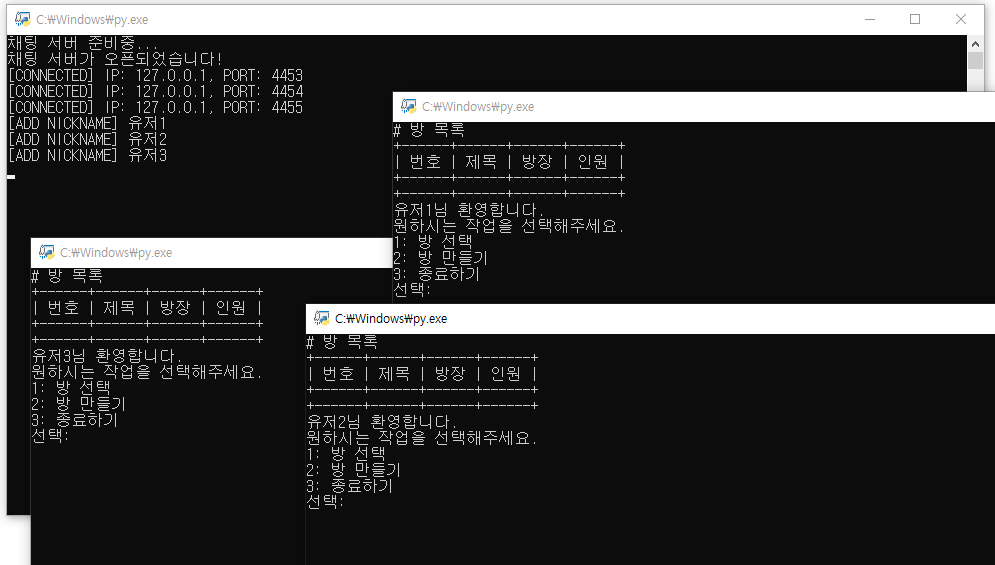 C:\Windows\py.exe
채팅 서버 준비중...
채팅 서버가 오픈되었습니다!
[CONNECTED] IP: 127.0.0.1, PORT: 4453
[CONNECTED] IP: 127.0.0.1, PORT: 4454
[CONNECTED] IP: 127.0.0.1, PORT: 4455
[ADD NICKNAME] 유저1
[ADD NICKNAME] 유저2
[ADD NICKNAME] 유저3
C:\Windows\py.exe
# 방 목록
+------+------+------+------+
| 번호 | 제목 | 방장 | 인원 |
+------+------+------+------+
+------+------+------+------+
유저1님 환영합니다.
원하시는 작업을 선택해주세요.
1: 방 선택
2: 방 만들기
3: 종료하기
선택:
C:\Windows\py.exe
# 방 목록
+------+------+------+------+
| 번호 | 제목 | 방장 | 인원 |
+------+------+------+------+
+------+------+------+------+
유저3님 환영합니다.
원하시는 작업을 선택해주세요.
1: 방 선택
2: 방 만들기
3: 종료하기
선택:
C:\Windows\py.exe
# 방 목록
+------+------+------+------+
| 번호 | 제목 | 방장 | 인원 |
+------+------+------+------+
+------+------+------+------+
유저2님 환영합니다.
원하시는 작업을 선택해주세요.
1: 방 선택
2: 방 만들기
3: 종료하기
선택: